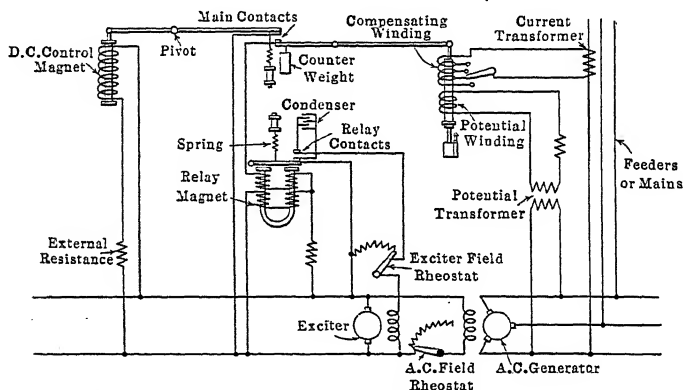 Main Contacts
Compensating
Winding
Current
Transformer
D.C.Control
Magnet
Pivot
Counter
Weight
Condenser
Relay
Contacts
Spring
Relay
Magnet
Potential
Winding
Feeders
or Mains
Potential
Transformer
External
Resistance
Exciter Field
Rheostat
Exciter
A.C.Field
Rheostat
A.C.Generator